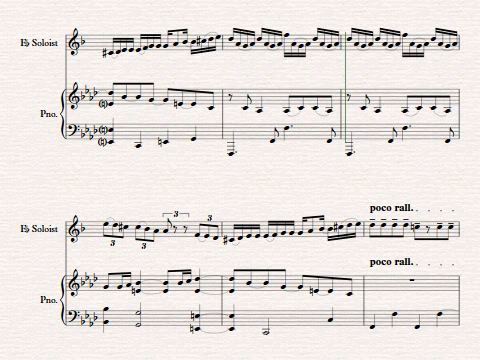 E♭ Soloist
Pno.
poco rall. . . . .
E♭ Soloist
3 3 3 3
poco rall. . . . .
Pno.